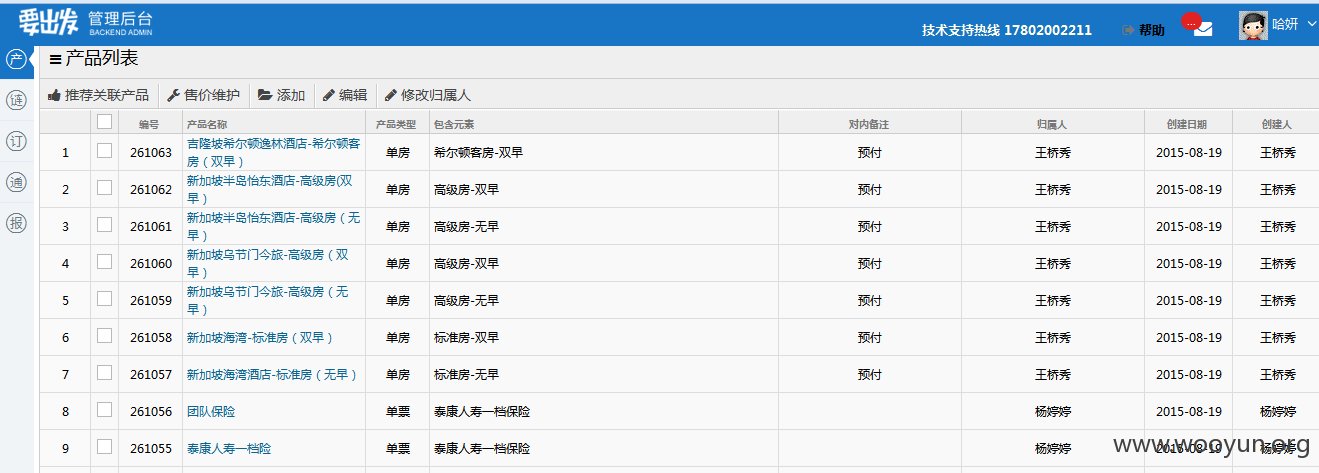 要出发 管理后台
BACKEND ADMIN
技术支持热线 17802002211 帮助 ... 哈妍
产 产品列表
推荐关联产品 售价维护 添加 编辑 修改归属人
链
订
通
报
编号 产品名称 产品类型 包含元素 对内备注 归属人 创建日期 创建人
1 261063 吉隆坡希尔顿逸林酒店-希尔顿客
房（双早） 单房 希尔顿客房-双早 预付 王桥秀 2015-08-19 王桥秀
2 261062 新加坡半岛怡东酒店-高级房(双
早） 单房 高级房-双早 预付 王桥秀 2015-08-19 王桥秀
3 261061 新加坡半岛怡东酒店-高级房（无
早） 单房 高级房-无早 预付 王桥秀 2015-08-19 王桥秀
4 261060 新加坡乌节门今旅-高级房（双
早） 单房 高级房-双早 预付 王桥秀 2015-08-19 王桥秀
5 261059 新加坡乌节门今旅-高级房（无
早） 单房 高级房-无早 预付 王桥秀 2015-08-19 王桥秀
6 261058 新加坡海湾-标准房（双早） 单房 标准房-双早 预付 王桥秀 2015-08-19 王桥秀
7 261057 新加坡海湾酒店-标准房（无早） 单房 标准房-无早 预付 王桥秀 2015-08-19 王桥秀
8 261056 团队保险 单票 泰康人寿一档保险 杨婷婷 2015-08-19 杨婷婷
9 261055 泰康人寿一档险 单票 泰康人寿一档保险 杨婷婷 2015-08-19 杨婷婷
www.wooyun.org